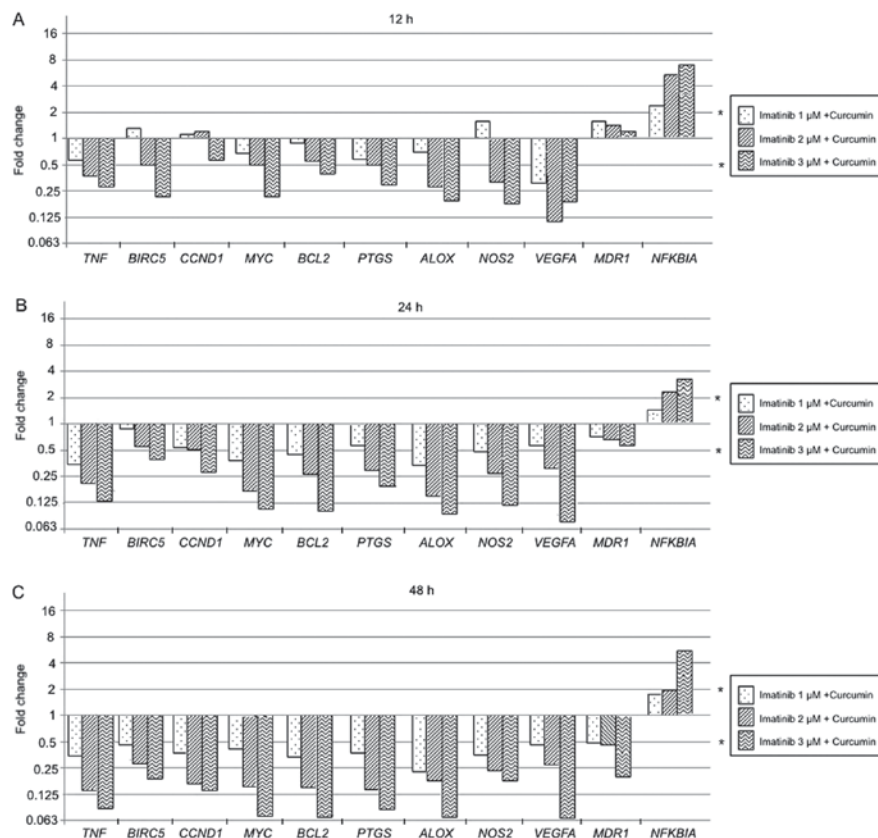 A
12 h
Fold change
16
8
4
2
1
0.5
0.25
0.125
0.063
TNF BIRC5 CCND1 MYC BCL2 PTGS ALOX NOS2 VEGFA MDR1 NFKBIA
*
*
Imatinib 1 µM +Curcumin
Imatinib 2 µM + Curcumin
Imatinib 3 µM + Curcumin
B
24 h
Fold change
16
8
4
2
1
0.5
0.25
0.125
0.063
TNF BIRC5 CCND1 MYC BCL2 PTGS ALOX NOS2 VEGFA MDR1 NFKBIA
*
*
Imatinib 1 µM +Curcumin
Imatinib 2 µM + Curcumin
Imatinib 3 µM + Curcumin
C
48 h
Fold change
16
8
4
2
1
0.5
0.25
0.125
0.063
TNF BIRC5 CCND1 MYC BCL2 PTGS ALOX NOS2 VEGFA MDR1 NFKBIA
*
*
Imatinib 1 µM +Curcumin
Imatinib 2 µM + Curcumin
Imatinib 3 µM + Curcumin